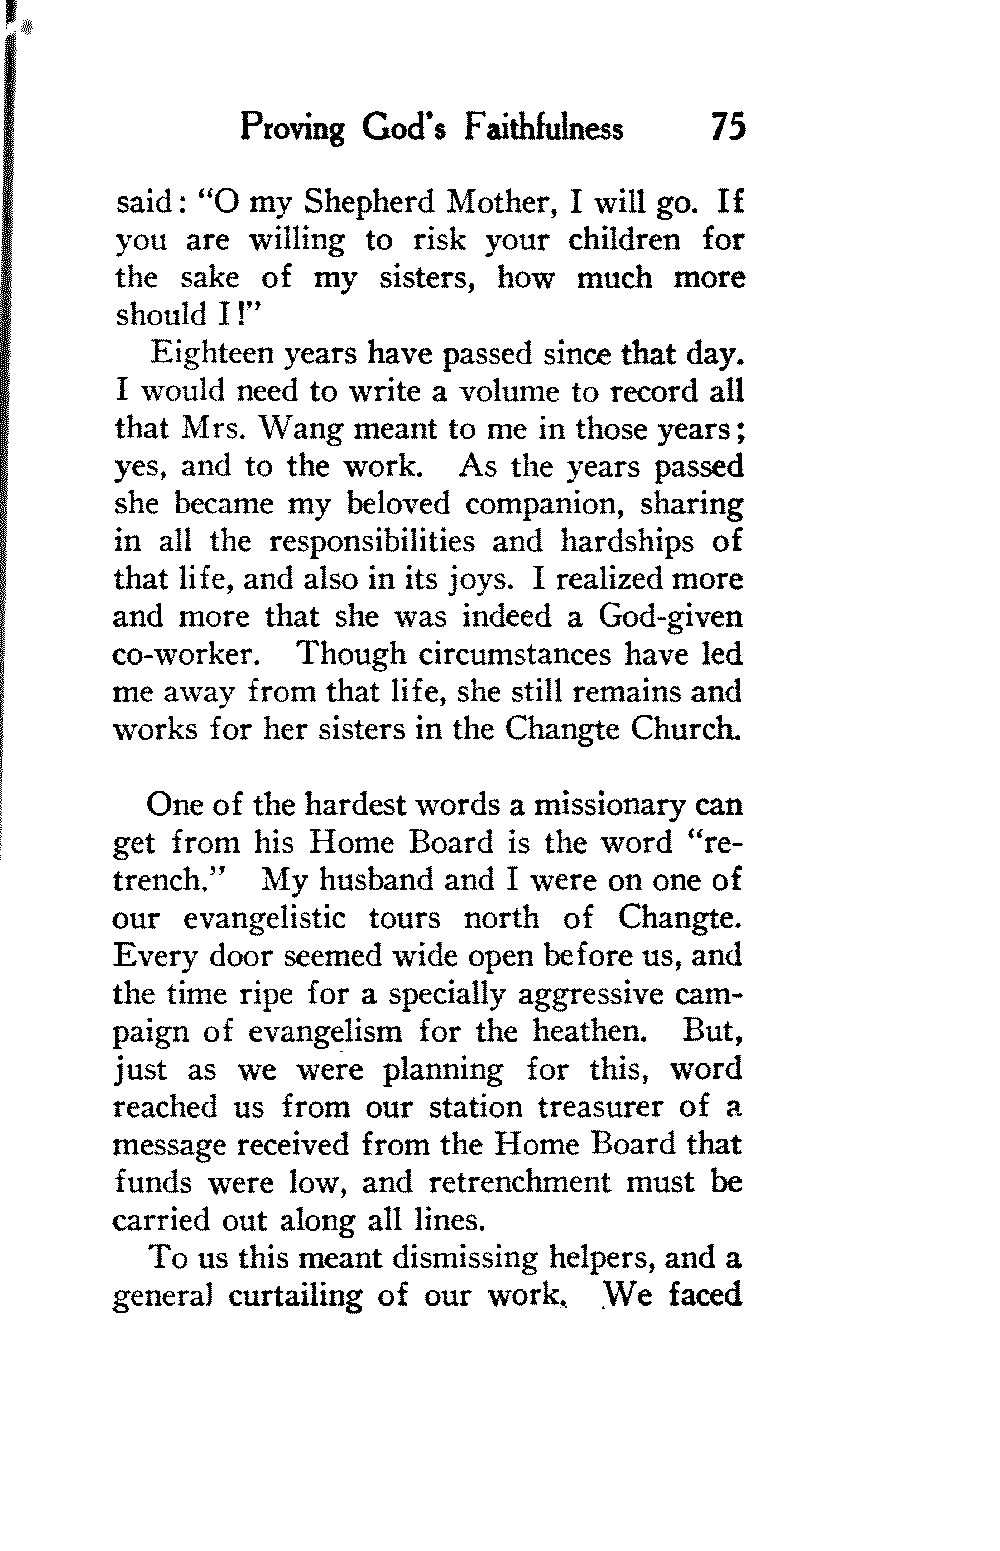 Proving God's Faithfulness 75
said: "O my Shepherd Mother, I will go. If
you are willing to risk your children for
the sake of my sisters, how much more
should I!"
Eighteen years have passed since that day.
I would need to write a volume to record all
that Mrs. Wang meant to me in those years;
yes, and to the work. As the years passed
she became my beloved companion, sharing
in all the responsibilities and hardships of
that life, and also in its joys. I realized more
and more that she was indeed a God-given
co-worker. Though circumstances have led
me away from that life, she still remains and
works for her sisters in the Changte Church.
One of the hardest words a missionary can
get from his Home Board is the word "re-
trench." My husband and I were on one of
our evangelistic tours north of Changte.
Every door seemed wide open before us, and
the time ripe for a specially aggressive cam-
paign of evangelism for the heathen. But,
just as we were planning for this, word
reached us from our station treasurer of a
message received from the Home Board that
funds were low, and retrenchment must be
carried out along all lines.
To us this meant dismissing helpers, and a
general curtailing of our work. We faced